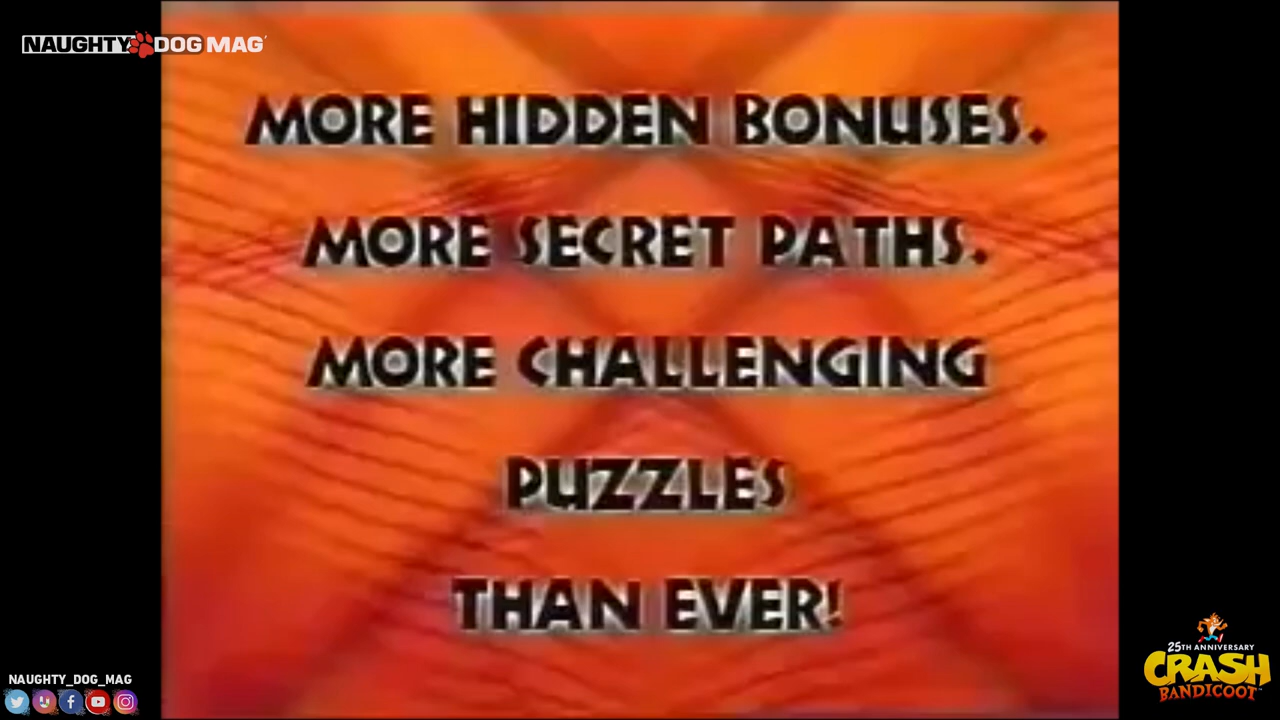 NAUGHTY DOG MAG
MORE HIDDEN BONUSES.
MORE SECRET PATHS.
MORE CHALLENGING
PUZZLES
THAN EVER!
NAUGHTY_DOG_MAG
25TH ANNIVERSARY
CRASH
BANDICOOT